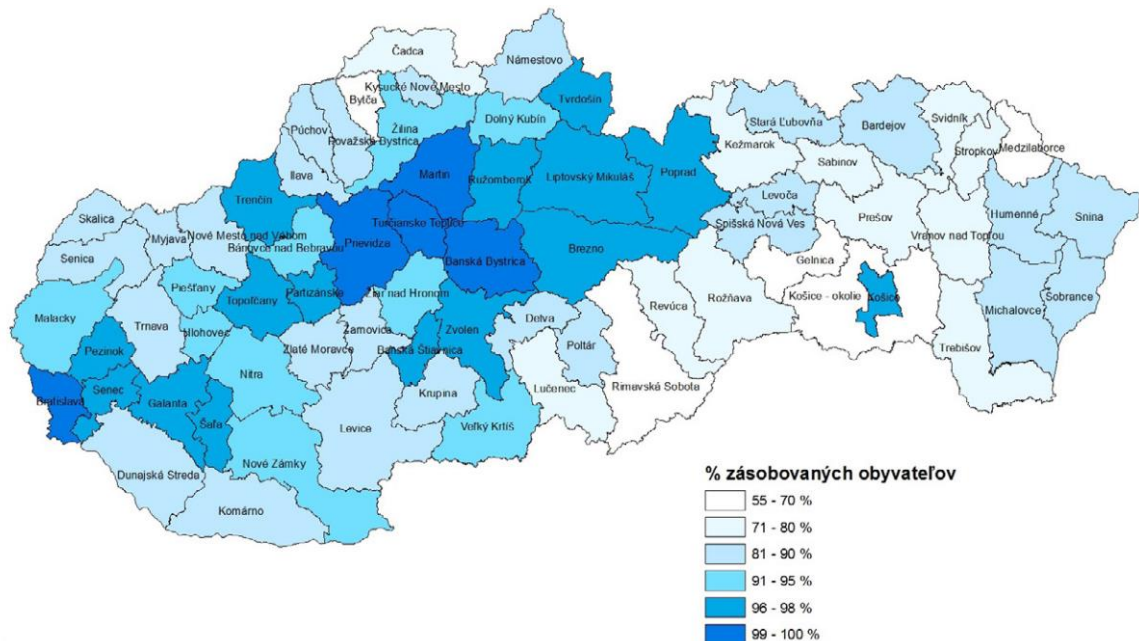 Čadca
Námestovo
Kysucké Nové Mesto
Bytča
Tvrdošín
Púchov
Žilina
Dolný Kubín
Považská Bystrica
Stará Ľubovňa
Bardejov
Svidník
Stropkov
Medzilaborce
Kežmarok
Sabinov
Ilava
Martin
Ružomberok
Liptovský Mikuláš
Poprad
Levoča
Trenčín
Turčianske Teplice
Prešov
Humenné
Snina
Skalica
Myjava
Nové Mesto nad Váhom
Bánovce nad Bebravou
Prievidza
Spišská Nová Ves
Vranov nad Topľou
Senica
Brezno
Banská Bystrica
Gelnica
Piešťany
Topoľčany
Partizánske
Žiar nad Hronom
Revúca
Rožňava
Košice - okolie
Košice
Sobrance
Michalovce
Malacky
Trnava
Hlohovec
Žarnovica
Zvolen
Detva
Poltár
Zlaté Moravce
Banská Štiavnica
Trebišov
Pezinok
Nitra
Lučenec
Rimavská Sobota
Bratislava
Senec
Galanta
Šaľa
Krupina
Levice
Veľký Krtíš
Nové Zámky
Dunajská Streda
Komárno
% zásobovaných obyvateľov
55 - 70 %
71 - 80 %
81 - 90 %
91 - 95 %
96 - 98 %
99 - 100 %